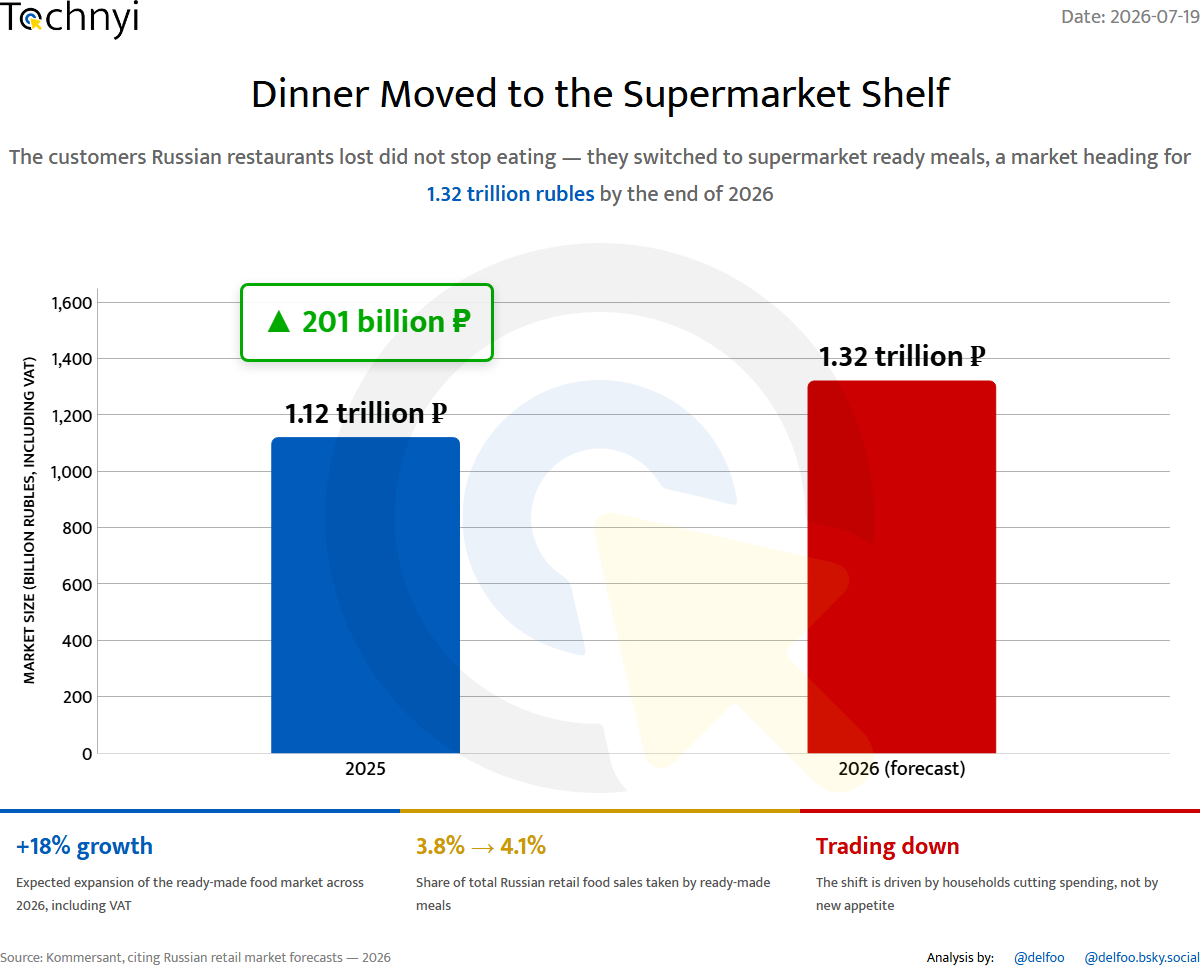 Tochnyi
Date: 2026-07-19
Dinner Moved to the Supermarket Shelf
The customers Russian restaurants lost did not stop eating — they switched to supermarket ready meals, a market heading for
1.32 trillion rubles by the end of 2026
▲ 201 billion ₽
1.12 trillion ₽
1.32 trillion ₽
MARKET SIZE (BILLION RUBLES, INCLUDING VAT)
1,600
1,400
1,200
1,000
800
600
400
200
0
2025
2026 (forecast)
+18% growth
Expected expansion of the ready-made food market across
2026, including VAT
3.8% → 4.1%
Share of total Russian retail food sales taken by ready-made
meals
Trading down
The shift is driven by households cutting spending, not by
new appetite
Source: Kommersant, citing Russian retail market forecasts — 2026
Analysis by: @delfoo @delfoo.bsky.social